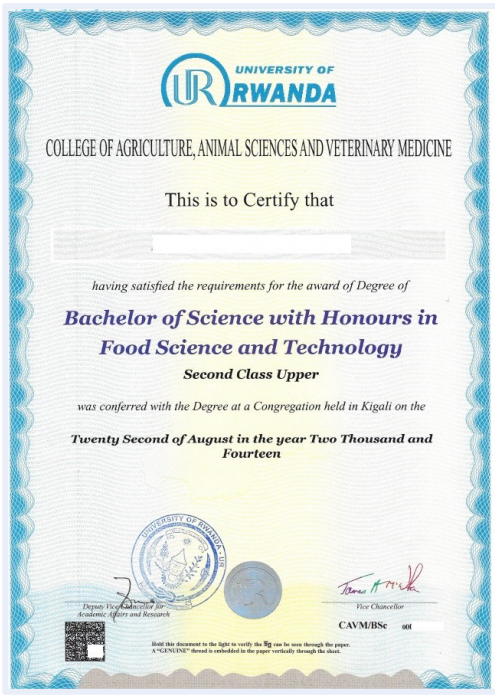 UNIVERSITY OF
UR RWANDA
COLLEGE OF AGRICULTURE, ANIMAL SCIENCES AND VETERINARY MEDICINE
This is to Certify that
having satisfied the requirements for the award of Degree of
Bachelor of Science with Honours in
Food Science and Technology
Second Class Upper
was conferred with the Degree at a Congregation held in Kigali on the
Twenty Second of August in the year Two Thousand and
Fourteen
UNIVERSITY OF RWANDA - UR
Deputy Vice Chancellor for
Academic Affairs and Research
Vice Chancellor
CAVM/BSc 00
Hold this document to the light to verify the can be seen through the paper.
A "GENUINE" thread is embedded in the paper vertically through the sheet.